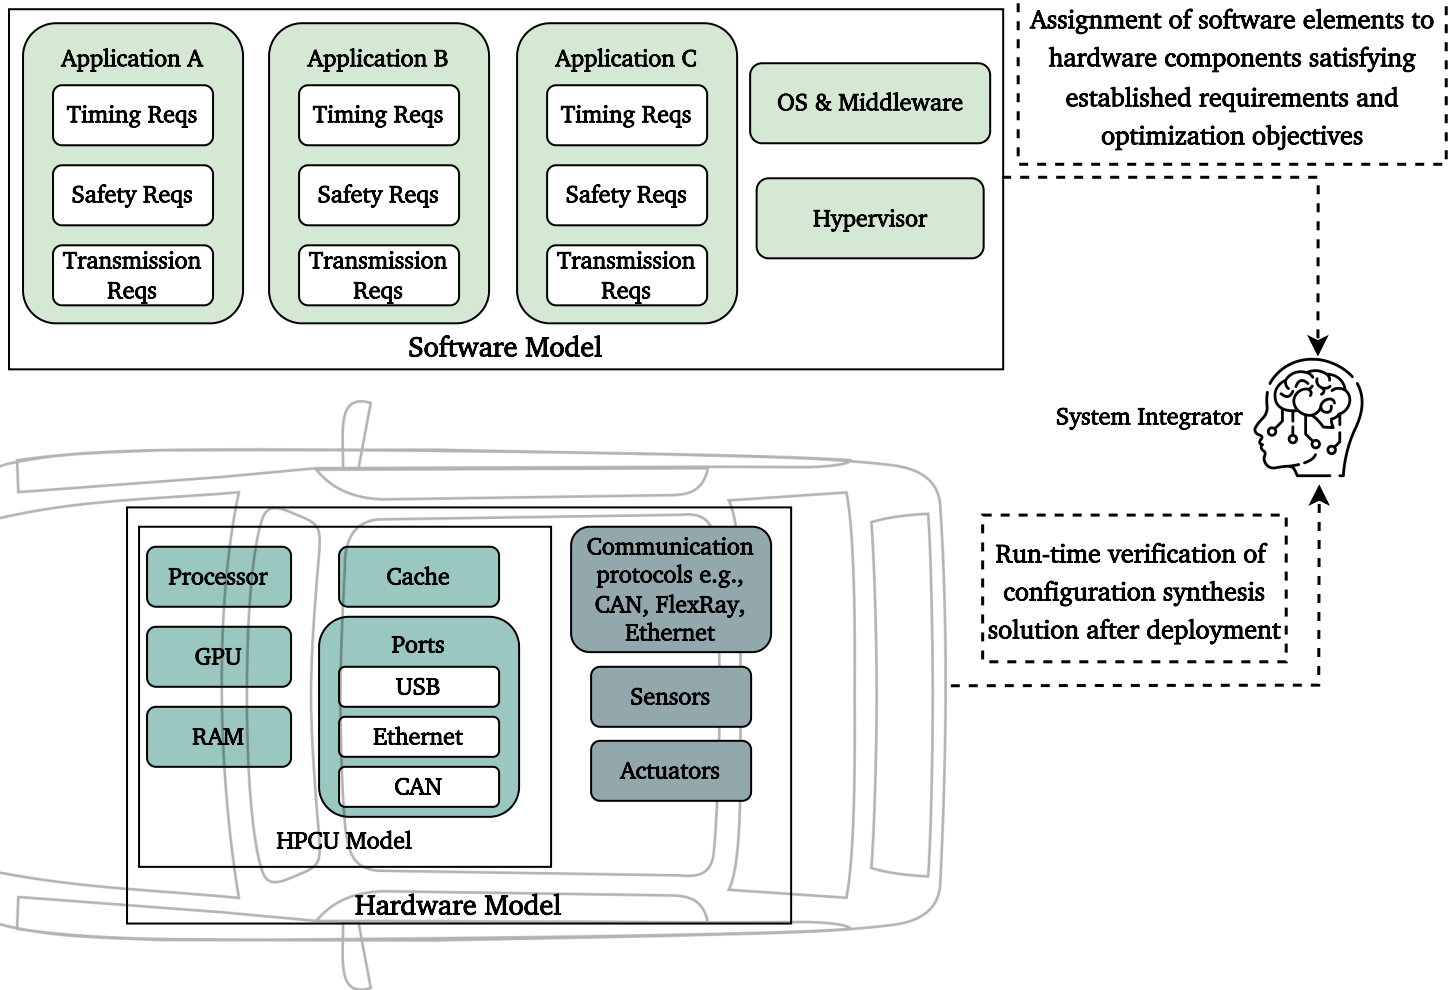 Application A
Timing Reqs
Safety Reqs
Transmission
Reqs
Application B
Timing Reqs
Safety Reqs
Transmission
Reqs
Application C
Timing Reqs
Safety Reqs
Transmission
Reqs
OS & Middleware
Hypervisor
Software Model
Assignment of software elements to
hardware components satisfying
established requirements and
optimization objectives
System Integrator
Processor
GPU
RAM
Cache
Ports
USB
Ethernet
CAN
HPCU Model
Communication
protocols e.g.,
CAN, FlexRay,
Ethernet
Sensors
Actuators
Hardware Model
Run-time verification of
configuration synthesis
solution after deployment